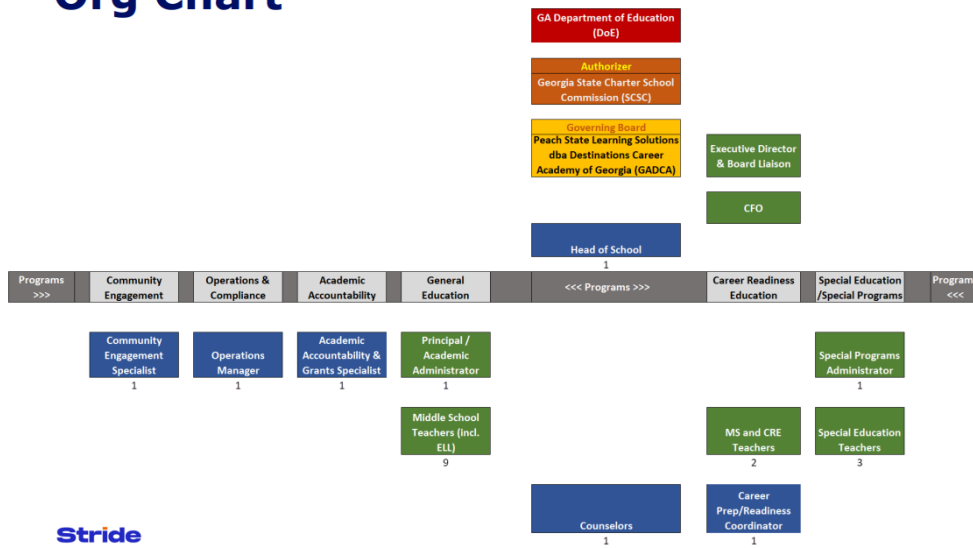 Org Chart
GA Department of Education
(DoE)
Authorizer
Georgia State Charter School
Commission (SCSC)
Governing Board
Peach State Learning Solutions
dba Destinations Career
Academy of Georgia (GADCA)
Executive Director
& Board Liaison
CFO
Head of School
1
Programs
>>>
Community
Engagement
Operations &
Compliance
Academic
Accountability
General
Education
<<< Programs >>>
Career Readiness
Education
Special Education
/Special Programs
Program
<<<
Community
Engagement
Specialist
1
Operations
Manager
1
Academic
Accountability &
Grants Specialist
1
Principal /
Academic
Administrator
1
Special Programs
Administrator
1
Middle School
Teachers (incl.
ELL)
9
MS and CRE
Teachers
2
Special Education
Teachers
3
Counselors
1
Career
Prep/Readiness
Coordinator
1
Stride